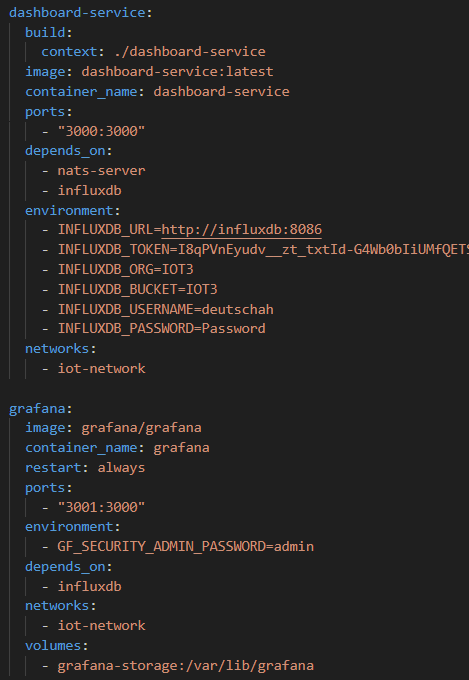 dashboard-service:
build:
context: ./dashboard-service
image: dashboard-service:latest
container_name: dashboard-service
ports:
- "3000:3000"
depends_on:
- nats-server
- influxdb
environment:
- INFLUXDB_URL=http://influxdb:8086
- INFLUXDB_TOKEN=I8qPVnEyudv__zt_txtId-G4Wb0bIiUMfQETS
- INFLUXDB_ORG=IOT3
- INFLUXDB_BUCKET=IOT3
- INFLUXDB_USERNAME=deutschah
- INFLUXDB_PASSWORD=Password
networks:
- iot-network
grafana:
image: grafana/grafana
container_name: grafana
restart: always
ports:
- "3001:3000"
environment:
- GF_SECURITY_ADMIN_PASSWORD=admin
depends_on:
- influxdb
networks:
- iot-network
volumes:
- grafana-storage:/var/lib/grafana